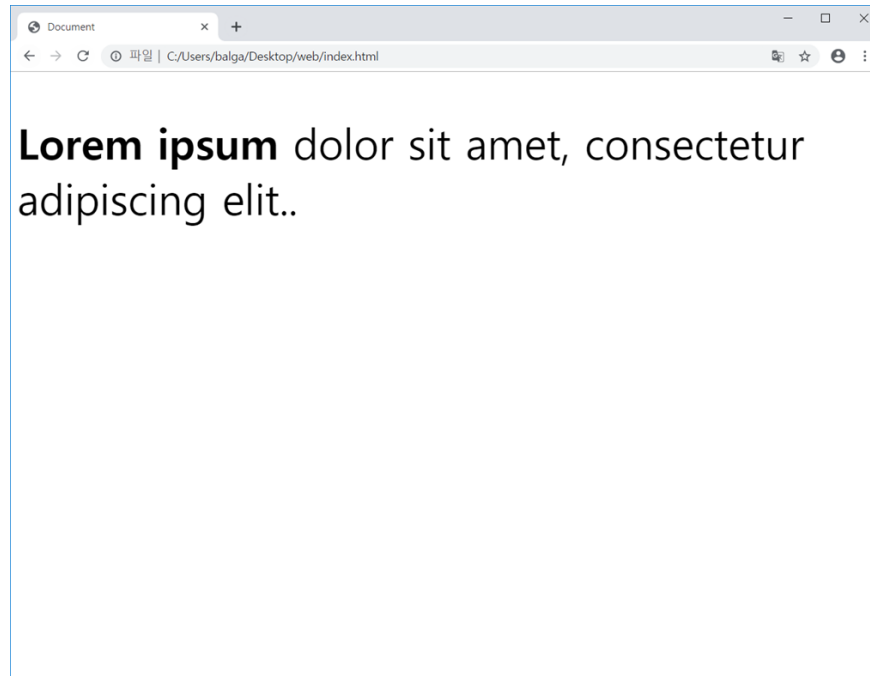 Document
파일 | C:/Users/balga/Desktop/web/index.html
Lorem ipsum dolor sit amet, consectetur
adipiscing elit..